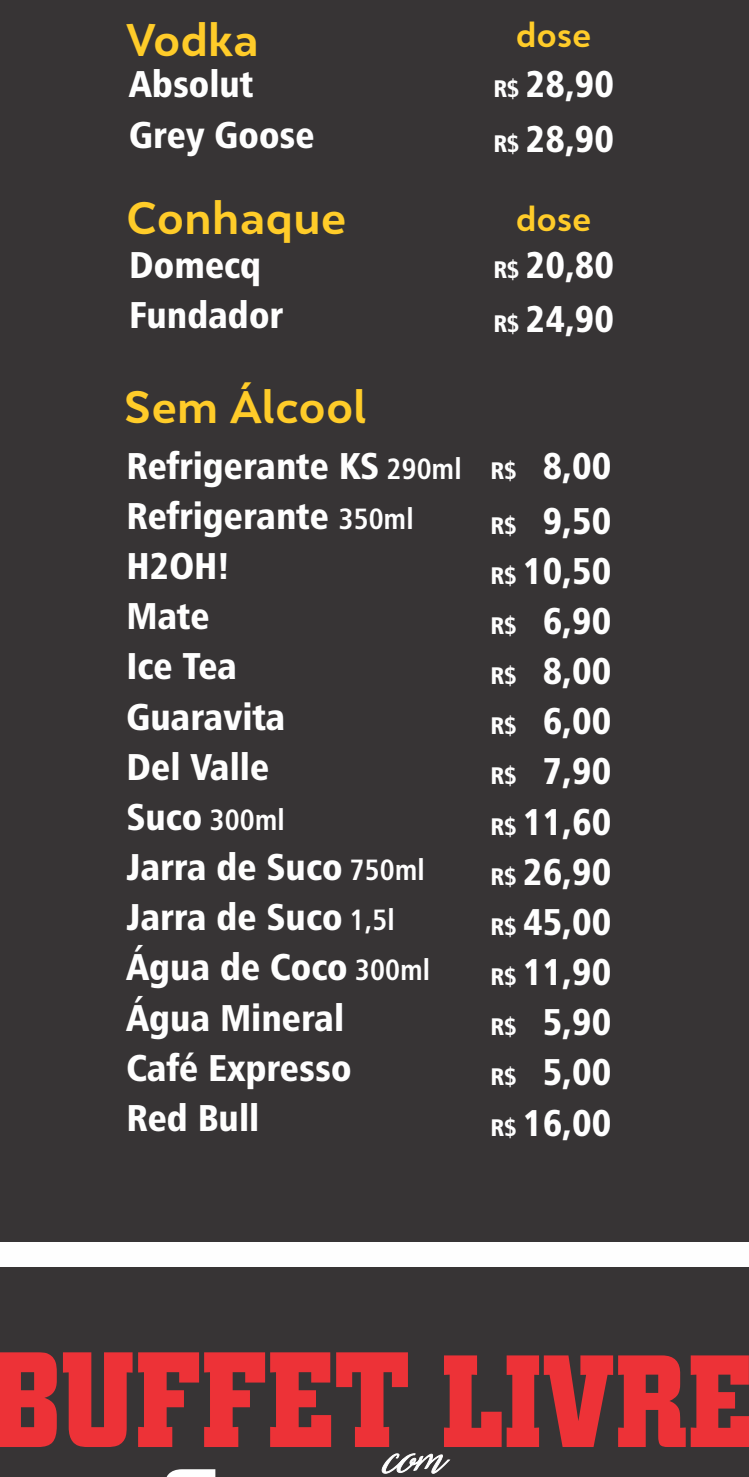 Vodka dose
Absolut R$ 28,90
Grey Goose R$ 28,90
Conhaque dose
Domecq R$ 20,80
Fundador R$ 24,90
Sem Álcool
Refrigerante KS 290ml R$ 8,00
Refrigerante 350ml R$ 9,50
H2OH! R$ 10,50
Mate R$ 6,90
Ice Tea R$ 8,00
Guaravita R$ 6,00
Del Valle R$ 7,90
Suco 300ml R$ 11,60
Jarra de Suco 750ml R$ 26,90
Jarra de Suco 1,5l R$ 45,00
Água de Coco 300ml R$ 11,90
Água Mineral R$ 5,90
Café Expresso R$ 5,00
Red Bull R$ 16,00
BUFFET LIVRE
com